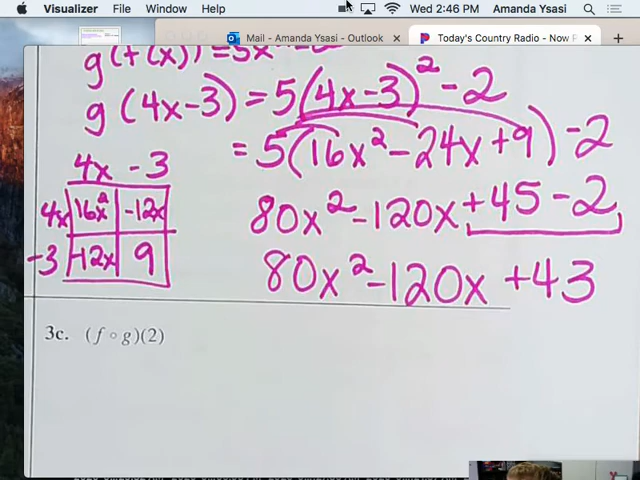 Visualizer File Window Help Wed 2:46 PM Amanda Ysasi
Mail - Amanda Ysasi - Outlook Today's Country Radio - Now P
g(f(x)) = 5x
g(4x-3) = 5(4x-3)² - 2
= 5(16x² - 24x + 9) - 2
4x -3
4x 16x² -12x
-3 -12x 9
80x² - 120x + 45 - 2
80x² - 120x + 43
3c. (f ∘ g)(2)